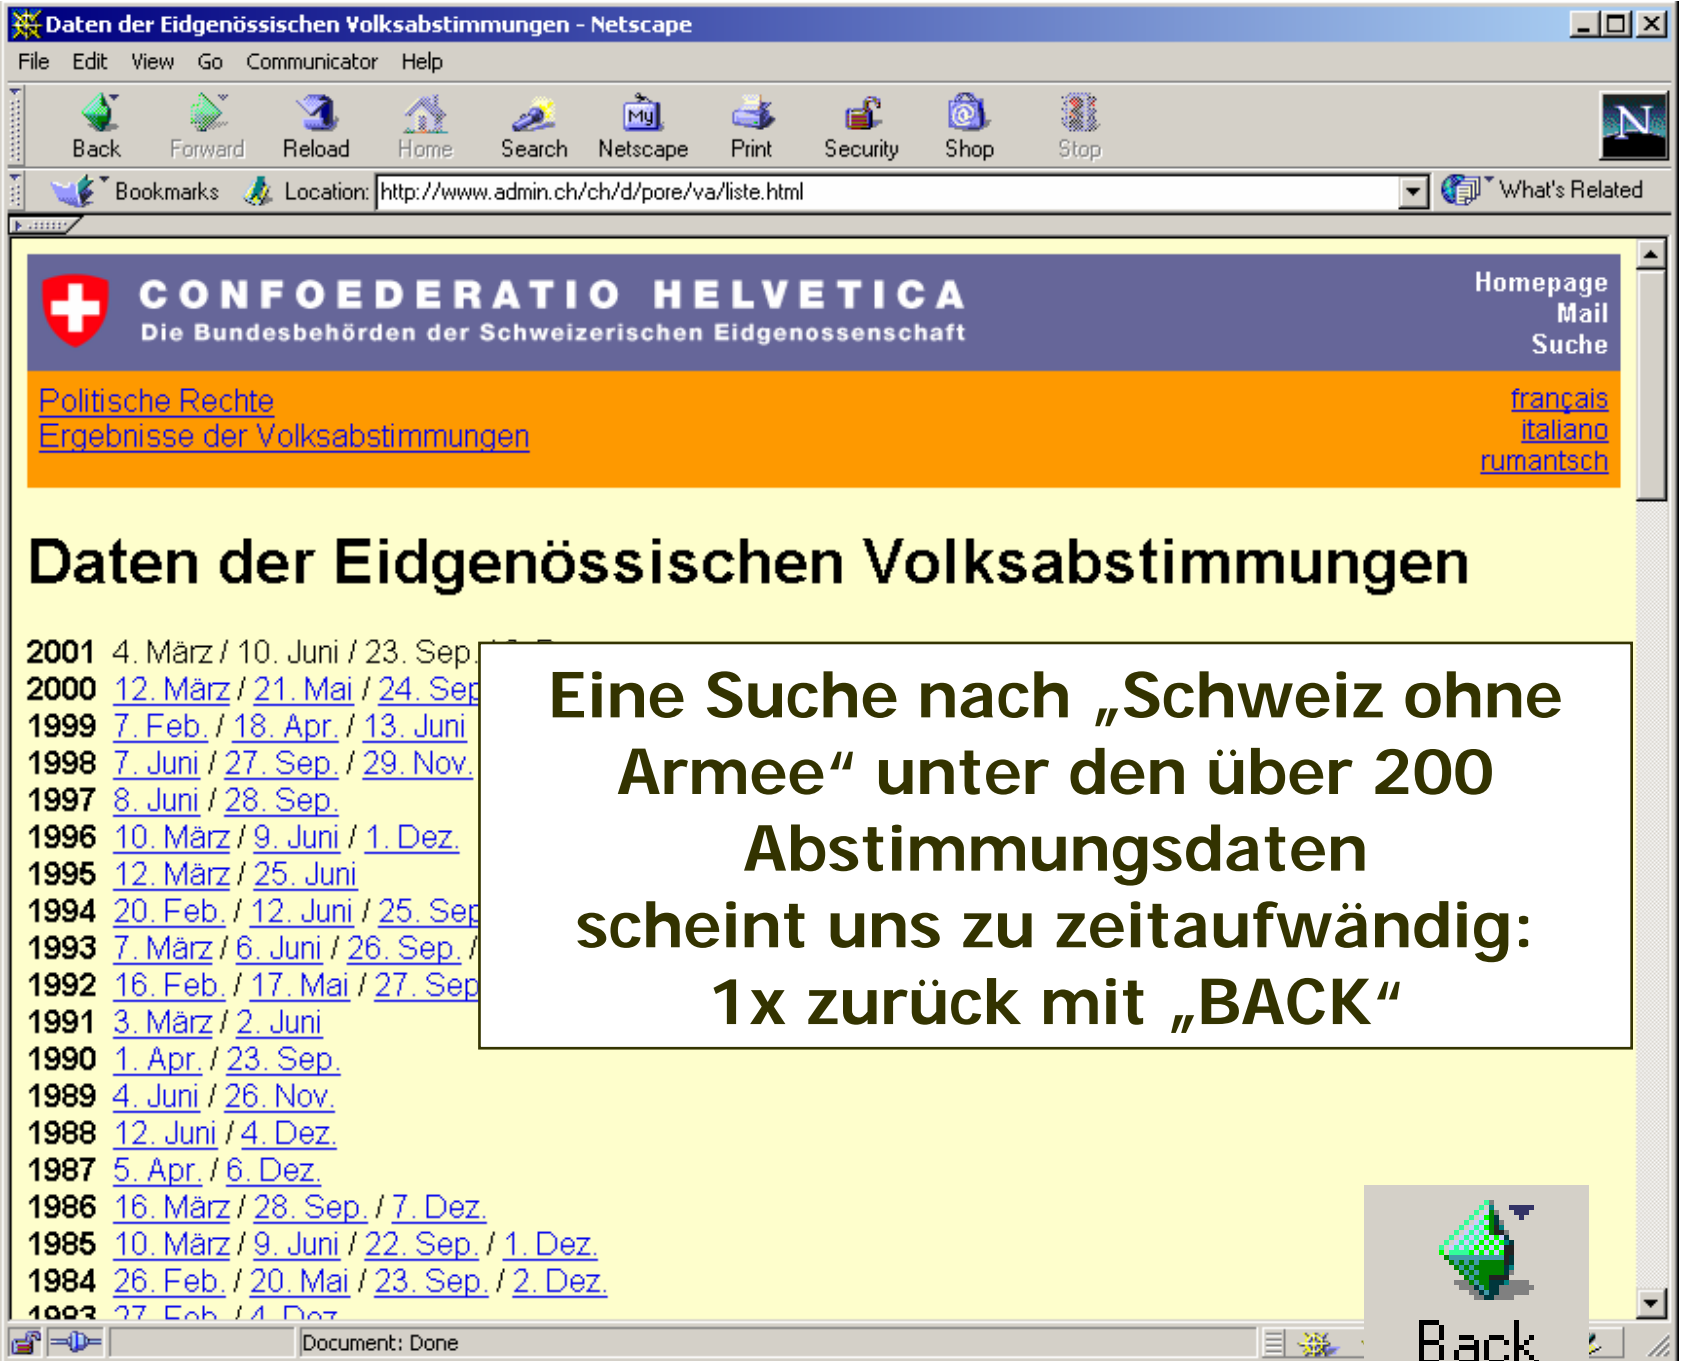 Daten der Eidgenössischen Volksabstimmungen - Netscape
File Edit View Go Communicator Help
Back Forward Reload Home Search Netscape Print Security Shop Stop
My
N
Bookmarks Location: http://www.admin.ch/ch/d/pore/va/liste.html What's Related
CONFOEDERATIO HELVETICA
Die Bundesbehörden der Schweizerischen Eidgenossenschaft
Homepage
Mail
Suche
Politische Rechte
Ergebnisse der Volksabstimmungen
français
italiano
rumantsch
Daten der Eidgenössischen Volksabstimmungen
2001 4. März / 10. Juni / 23. Sep.
2000 12. März / 21. Mai / 24. Sep
1999 7. Feb. / 18. Apr. / 13. Juni
1998 7. Juni / 27. Sep. / 29. Nov.
1997 8. Juni / 28. Sep.
1996 10. März / 9. Juni / 1. Dez.
1995 12. März / 25. Juni
1994 20. Feb. / 12. Juni / 25. Sep
1993 7. März / 6. Juni / 26. Sep. /
1992 16. Feb. / 17. Mai / 27. Sep
1991 3. März / 2. Juni
1990 1. Apr. / 23. Sep.
1989 4. Juni / 26. Nov.
1988 12. Juni / 4. Dez.
1987 5. Apr. / 6. Dez.
1986 16. März / 28. Sep. / 7. Dez.
1985 10. März / 9. Juni / 22. Sep. / 1. Dez.
1984 26. Feb. / 20. Mai / 23. Sep. / 2. Dez.
1983 27. Feb. / 4. Dez.
Eine Suche nach „Schweiz ohne
Armee“ unter den über 200
Abstimmungsdaten
scheint uns zu zeitaufwändig:
1x zurück mit „BACK“
Document: Done
Back